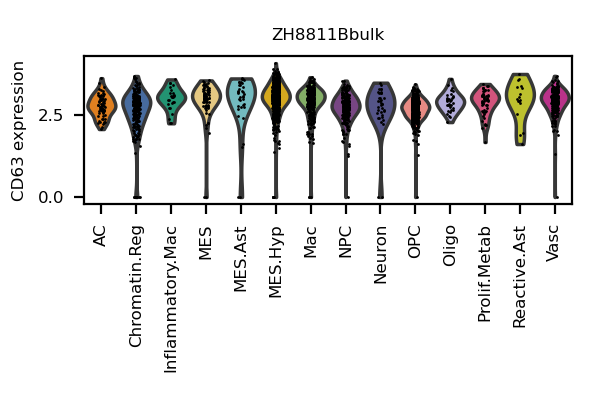 ZH8811Bbulk
CD63 expression
2.5
0.0
AC
Chromatin.Reg
Inflammatory.Mac
MES
MES.Ast
MES.Hyp
Mac
NPC
Neuron
OPC
Oligo
Prolif.Metab
Reactive.Ast
Vasc